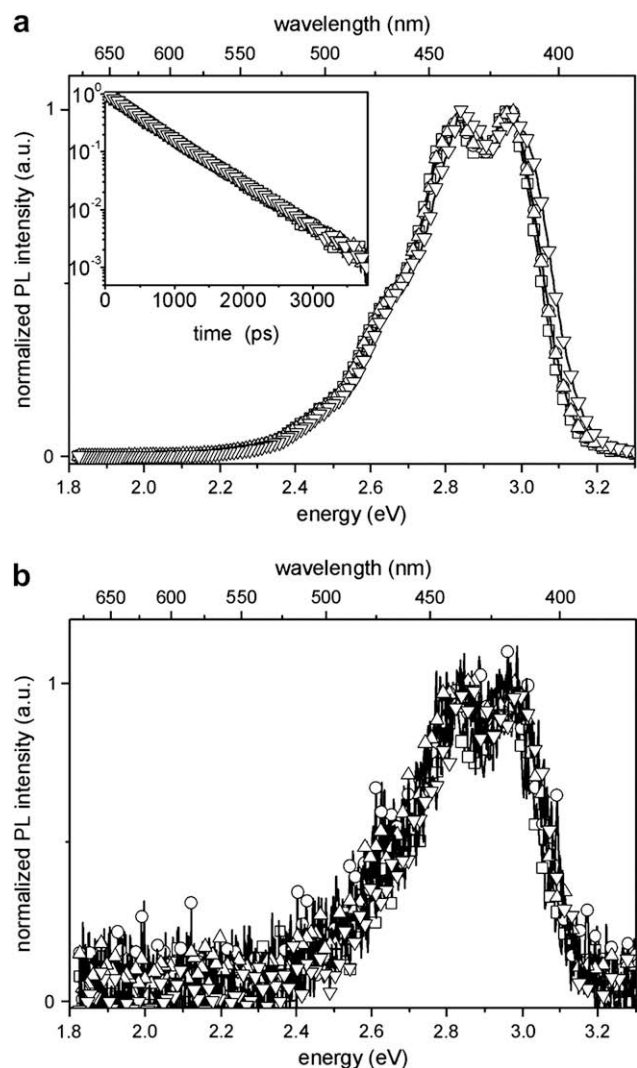 a
wavelength (nm)
650 600 550 500 450 400
normalized PL intensity (a.u.)
1
0
10^0
10^-1
10^-2
10^-3
0 1000 2000 3000
time (ps)
1.8 2.0 2.2 2.4 2.6 2.8 3.0 3.2
energy (eV)
b
wavelength (nm)
650 600 550 500 450 400
normalized PL intensity (a.u.)
1
0
1.8 2.0 2.2 2.4 2.6 2.8 3.0 3.2
energy (eV)